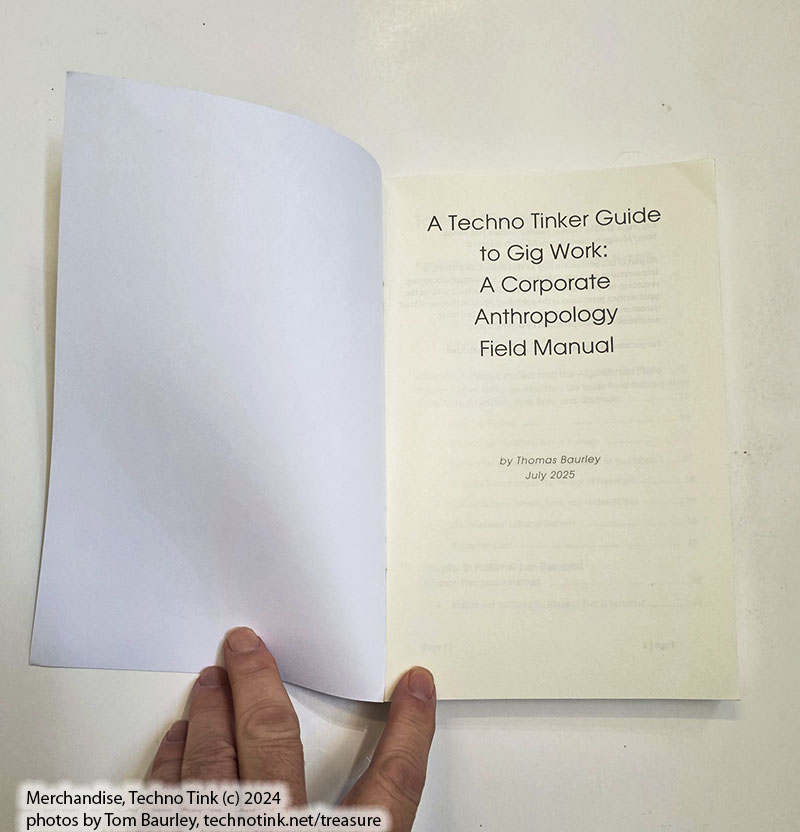 A Techno Tinker Guide
to Gig Work:
A Corporate
Anthropology
Field Manual
by Thomas Baurley
July 2025
Merchandise, Techno Tink (c) 2024
photos by Tom Baurley, technotink.net/treasure